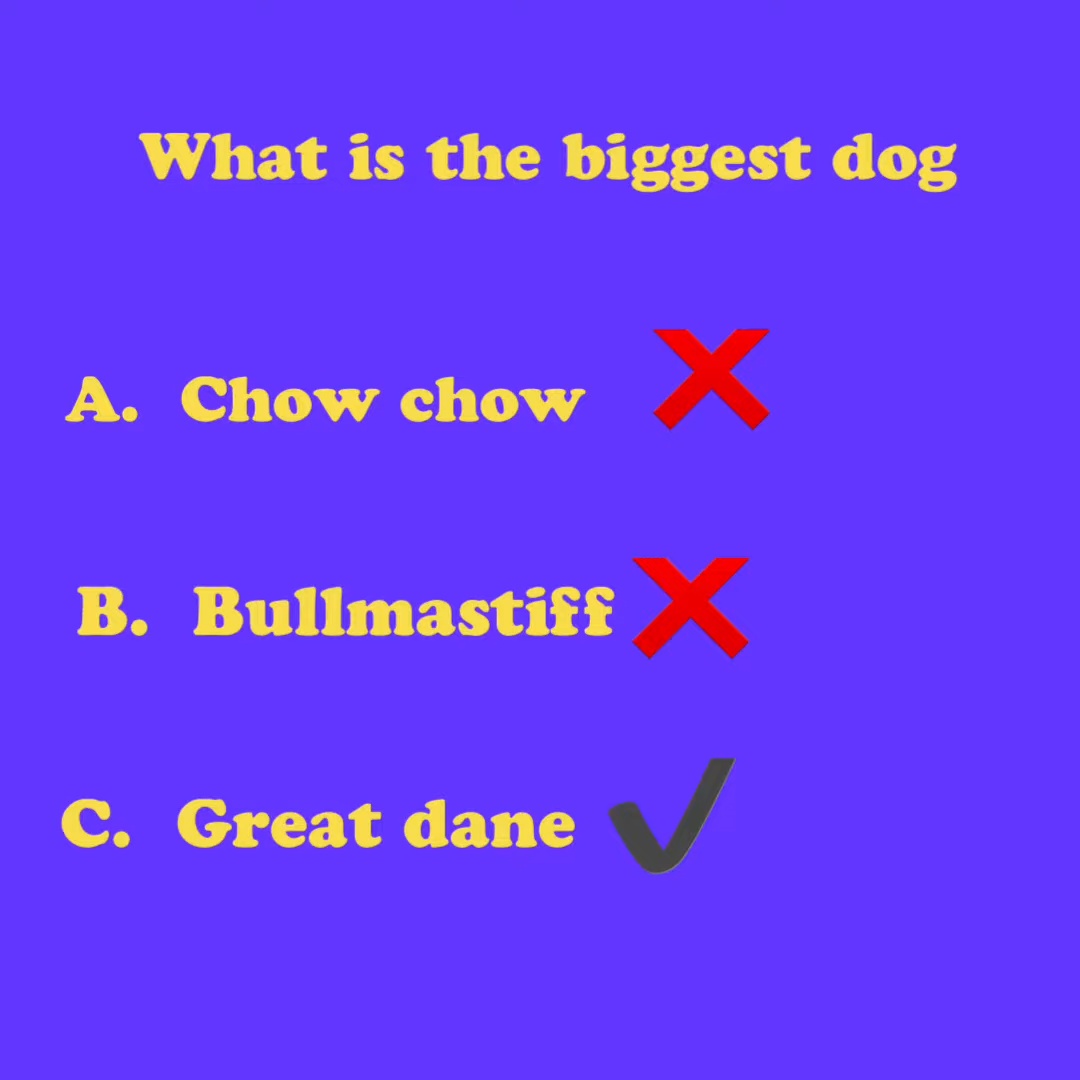 What is the biggest dog
A. Chow chow
B. Bullmastiff
C. Great dane